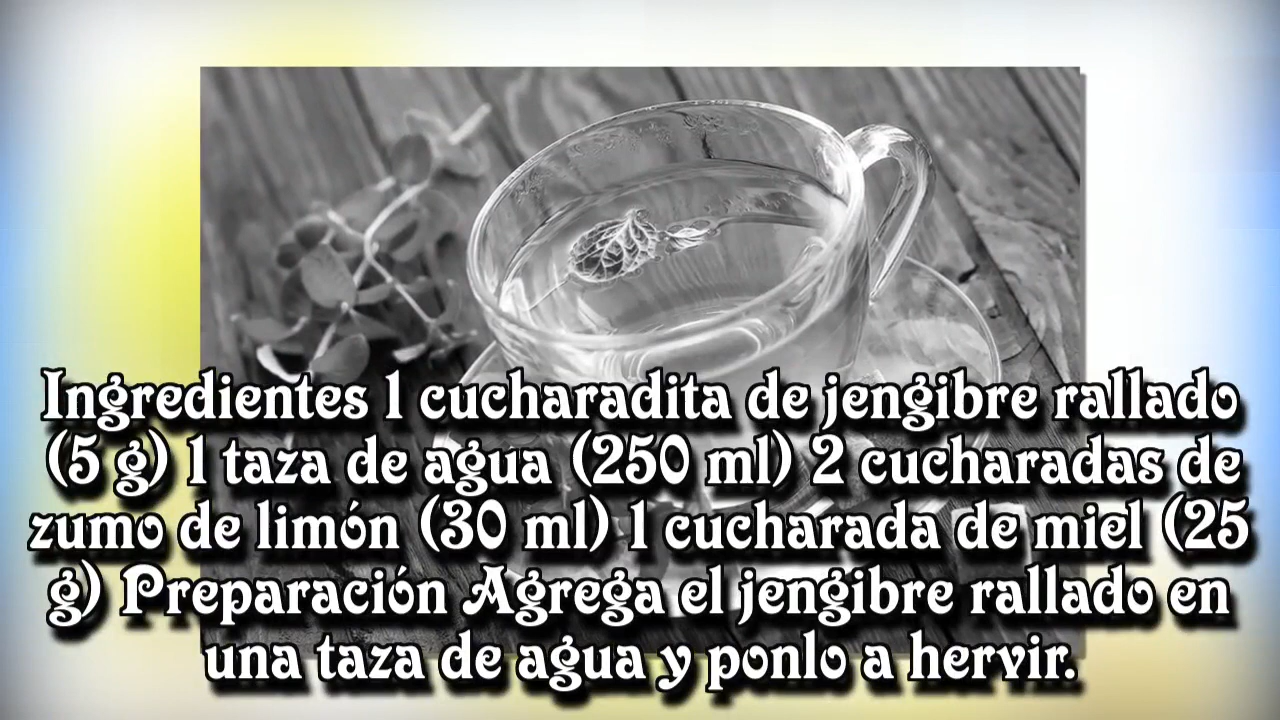 Ingredientes 1 cucharadita de jengibre rallado
(5 g) 1 taza de agua (250 ml) 2 cucharadas de
zumo de limón (30 ml) 1 cucharada de miel (25
g) Preparación Agrega el jengibre rallado en
una taza de agua y ponlo a hervir.